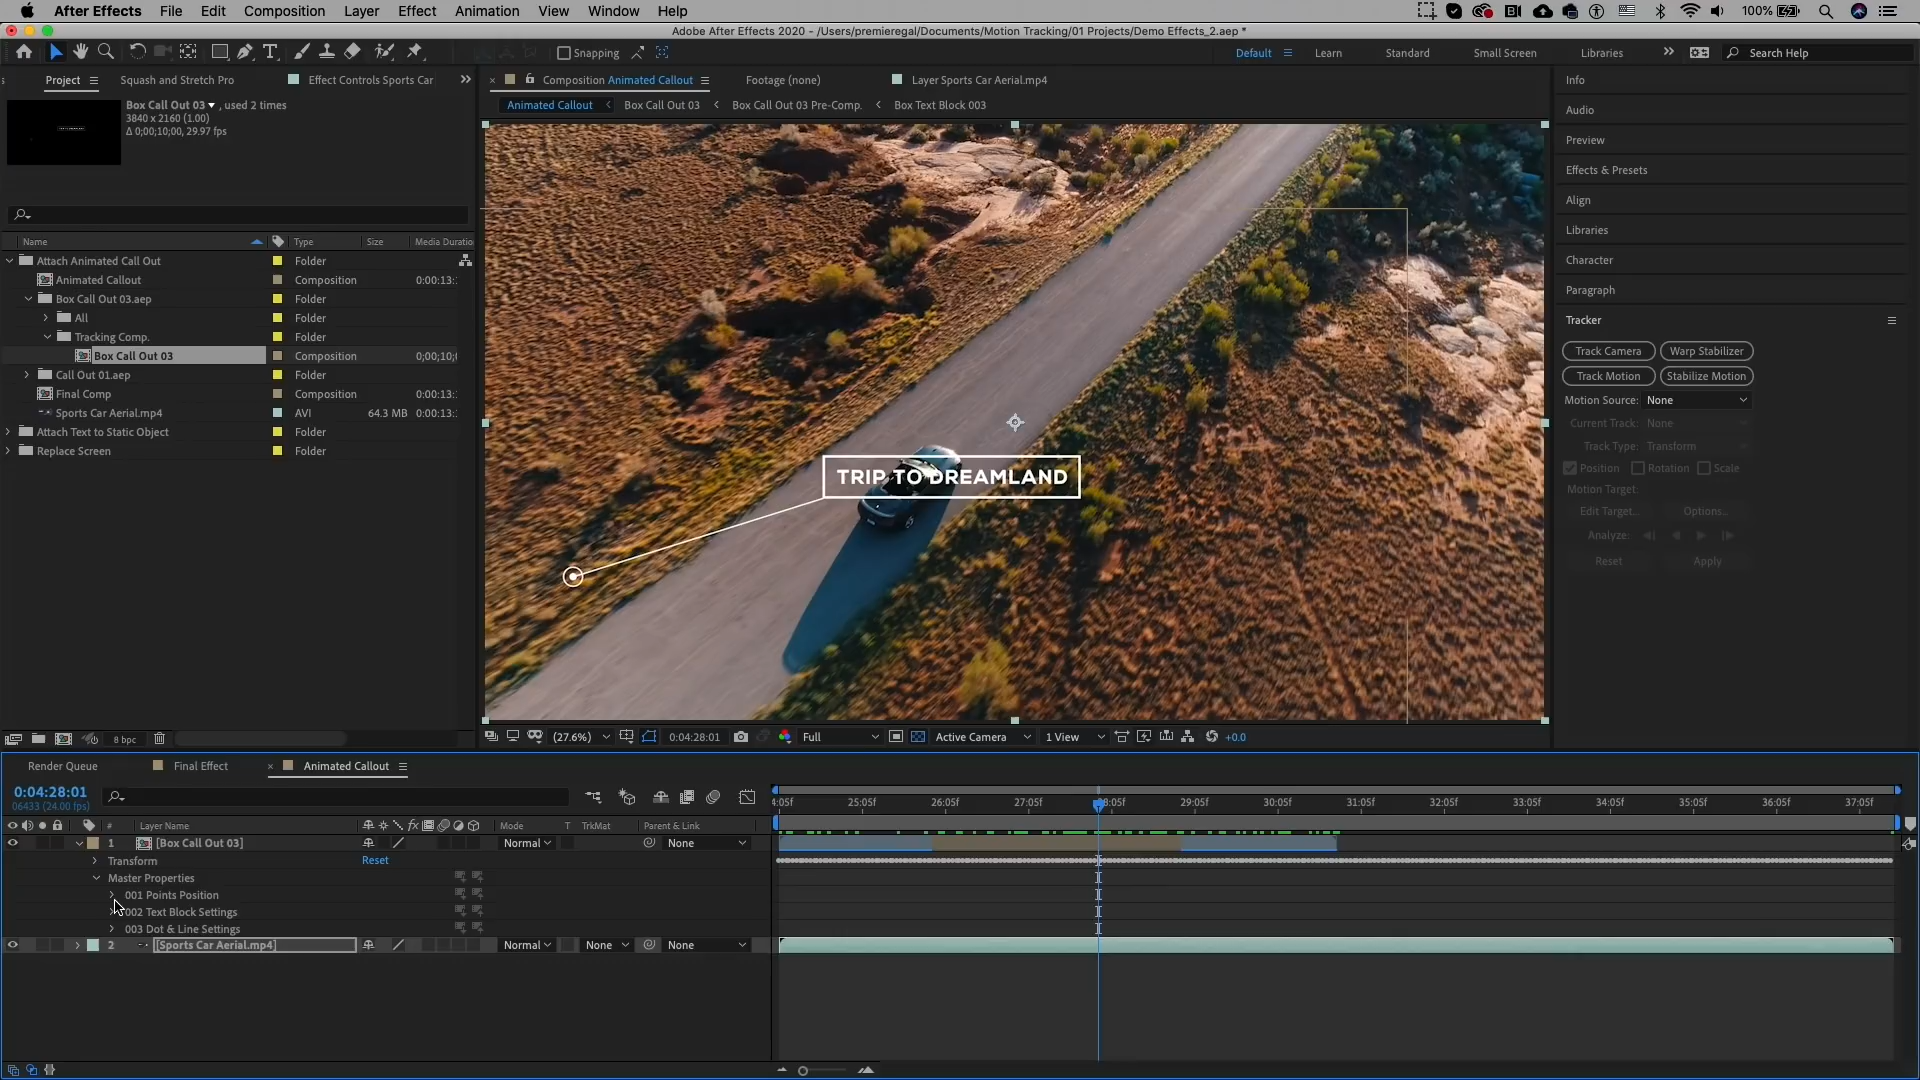 After Effects File Edit Composition Layer Effect Animation View Window Help 100%
Adobe After Effects 2020 - /Users/premieregal/Documents/Motion Tracking/01 Projects/Demo Effects_2.aep *
Snapping Default Learn Standard Small Screen Libraries Search Help
Project Squash and Stretch Pro Effect Controls Sports Car
Composition Animated Callout Footage (none) Layer Sports Car Aerial.mp4
Animated Callout Box Call Out 03 Box Call Out 03 Pre-Comp. Box Text Block 003
Box Call Out 03 , used 2 times
3840 x 2160 (1.00)
Δ 0;00;10;00, 29.97 fps
Name Type Size Media Duratio
Attach Animated Call Out Folder
Animated Callout Composition 0:00:13:
Box Call Out 03.aep Folder
All Folder
Tracking Comp. Folder
Box Call Out 03 Composition 0;00;10;
Call Out 01.aep Folder
Final Comp Composition 0:00:13:
Sports Car Aerial.mp4 AVI 64.3 MB 0:00:13:
Attach Text to Static Object Folder
Replace Screen Folder
8 bpc
TRIP TO DREAMLAND
(27.6%) 0:04:28:01 Full Active Camera 1 View +0.0
Info
Audio
Preview
Effects & Presets
Align
Libraries
Character
Paragraph
Tracker
Track Camera Warp Stabilizer
Track Motion Stabilize Motion
Motion Source: None
Current Track: None
Track Type: Transform
Position Rotation Scale
Motion Target:
Edit Target... Options...
Analyze:
Reset Apply
Render Queue Final Effect Animated Callout
0:04:28:01
06433 (24.00 fps)
25:05f 26:05f 27:05f 29:05f 30:05f 31:05f 32:05f 33:05f 34:05f 35:05f 36:05f 37:05f
# Layer Name Mode T TrkMat Parent & Link
1 [Box Call Out 03] Normal None
Transform Reset
Master Properties
001 Points Position
002 Text Block Settings
003 Dot & Line Settings
2 [Sports Car Aerial.mp4] Normal None None